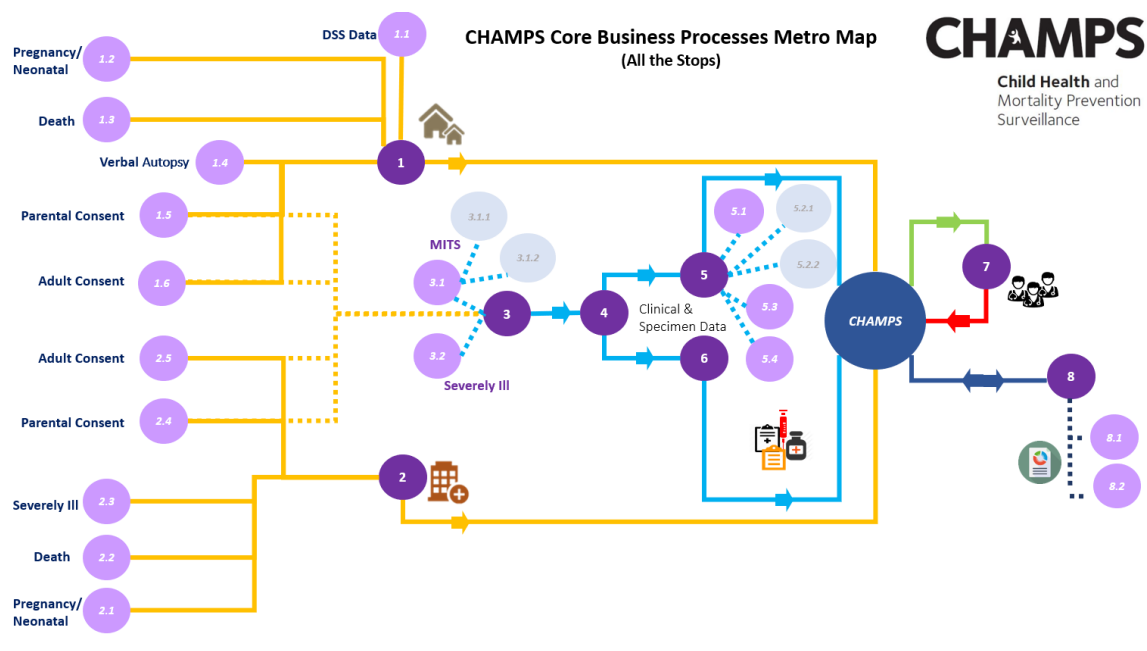 DSS Data
1.1
CHAMPS Core Business Processes Metro Map
(All the Stops)
CHAMPS
Child Health and
Mortality Prevention
Surveillance
Pregnancy/
Neonatal
1.2
Death
1.3
Verbal Autopsy
1.4
1
Parental Consent
1.5
Adult Consent
1.6
Adult Consent
2.5
Parental Consent
2.4
Severely Ill
2.3
Death
2.2
Pregnancy/
Neonatal
2.1
2
MITS
3.1.1
3.1.2
3.1
3
3.2
Severely Ill
4
Clinical &
Specimen Data
5
5.1
5.2.1
5.2.2
5.3
5.4
6
CHAMPS
7
8
8.1
8.2